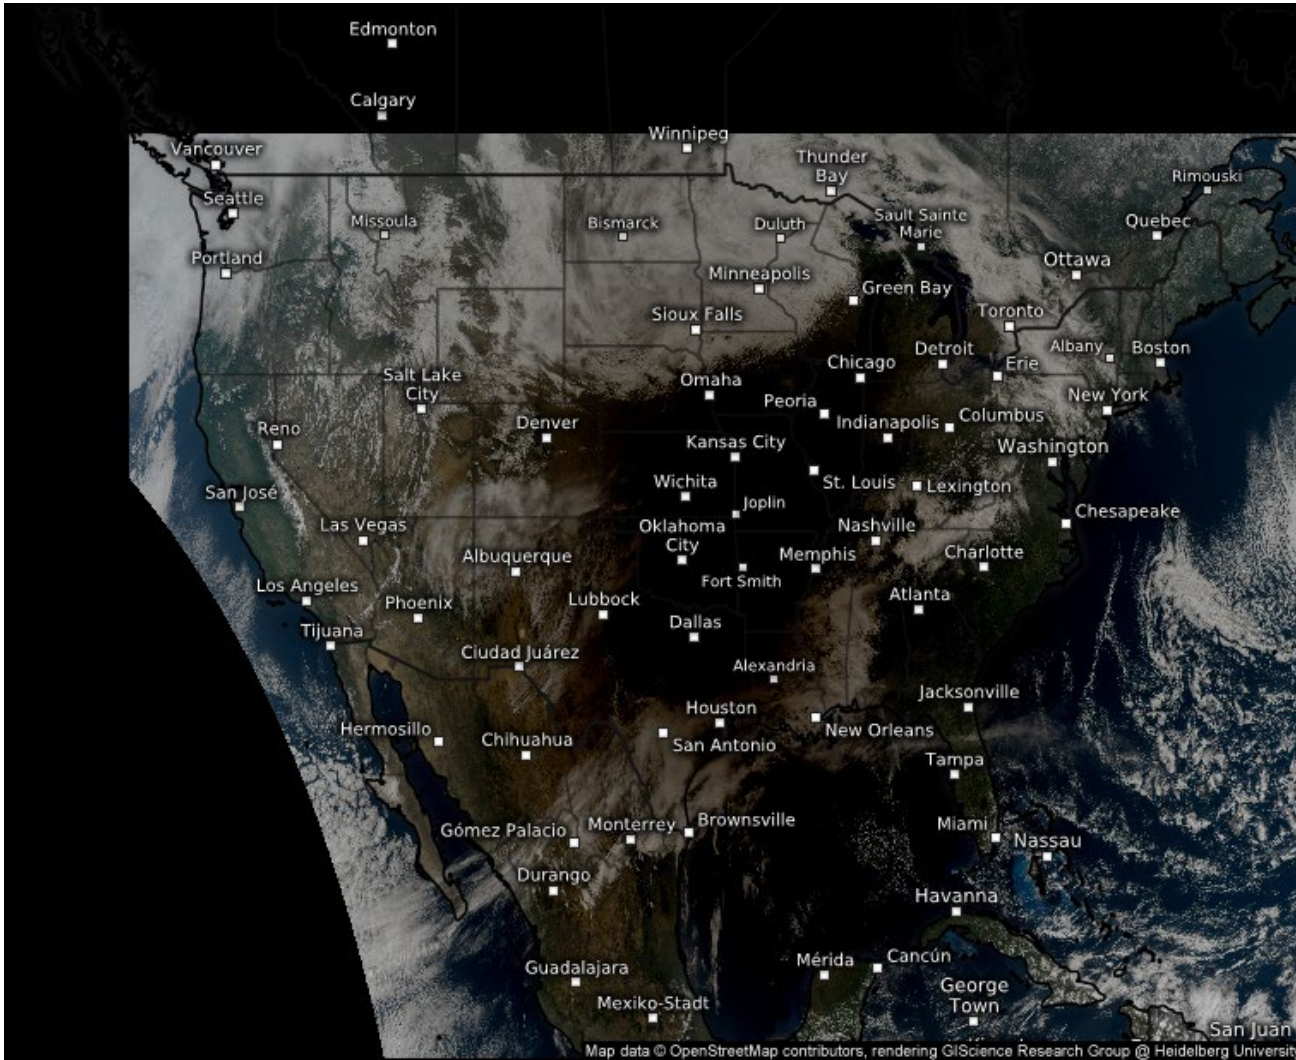 Edmonton
Calgary
Winnipeg
Vancouver
Thunder
Bay
Rimouski
Seattle
Missoula
Bismarck
Duluth
Sault Sainte
Marie
Quebec
Portland
Minneapolis
Ottawa
Green Bay
Sioux Falls
Toronto
Albany
Boston
Detroit
Erie
Chicago
Salt Lake
City
Omaha
New York
Peoria
Reno
Denver
Indianapolis
Columbus
Kansas City
Washington
San José
Wichita
St. Louis
Lexington
Joplin
Las Vegas
Oklahoma
City
Nashville
Chesapeake
Albuquerque
Memphis
Charlotte
Fort Smith
Los Angeles
Phoenix
Lubbock
Atlanta
Tijuana
Dallas
Ciudad Juárez
Alexandria
Jacksonville
Houston
Hermosillo
Chihuahua
San Antonio
New Orleans
Tampa
Gómez Palacio
Monterrey
Brownsville
Miami
Nassau
Durango
Havanna
Guadalajara
Mérida
Cancún
George
Town
Mexiko-Stadt
San Juan
Map data © OpenStreetMap contributors, rendering GIScience Research Group @ Heidelberg Universit